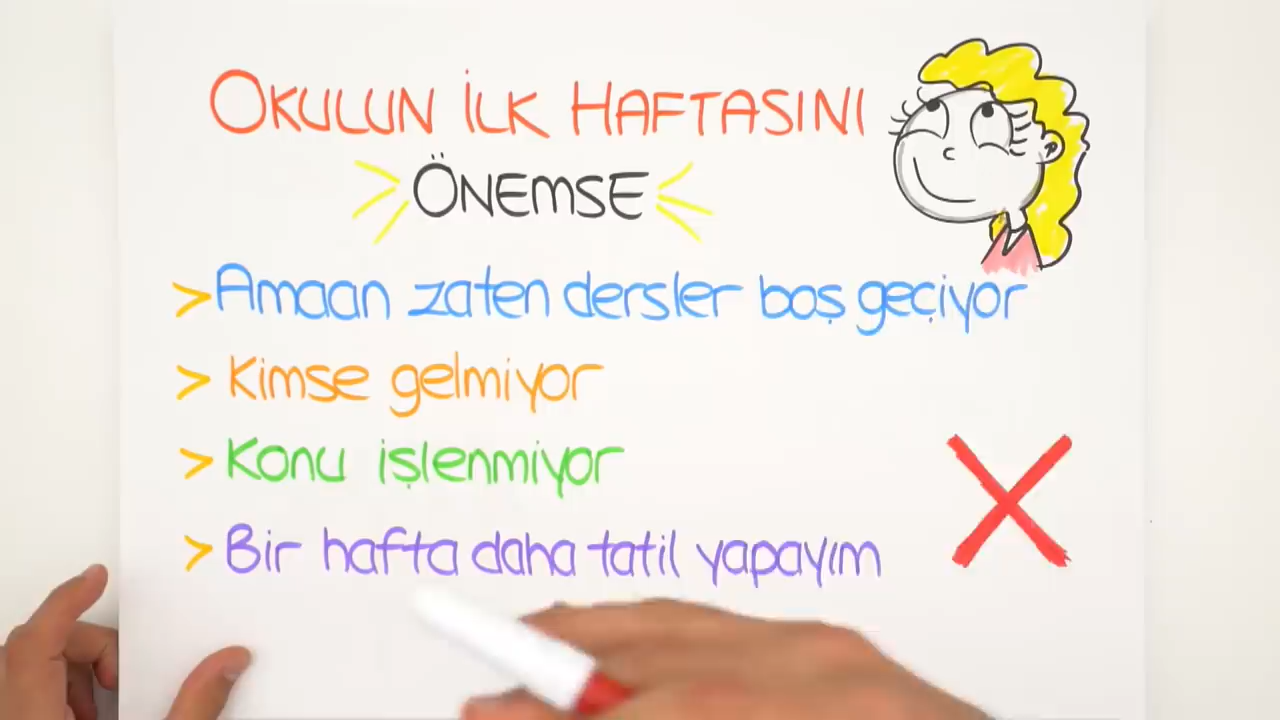 OKULUN İLK HAFTASINI
ÖNEMSE
> Amaan zaten dersler boş geçiyor
> Kimse gelmiyor
> Konu işlenmiyor
> Bir hafta daha tatil yapayım